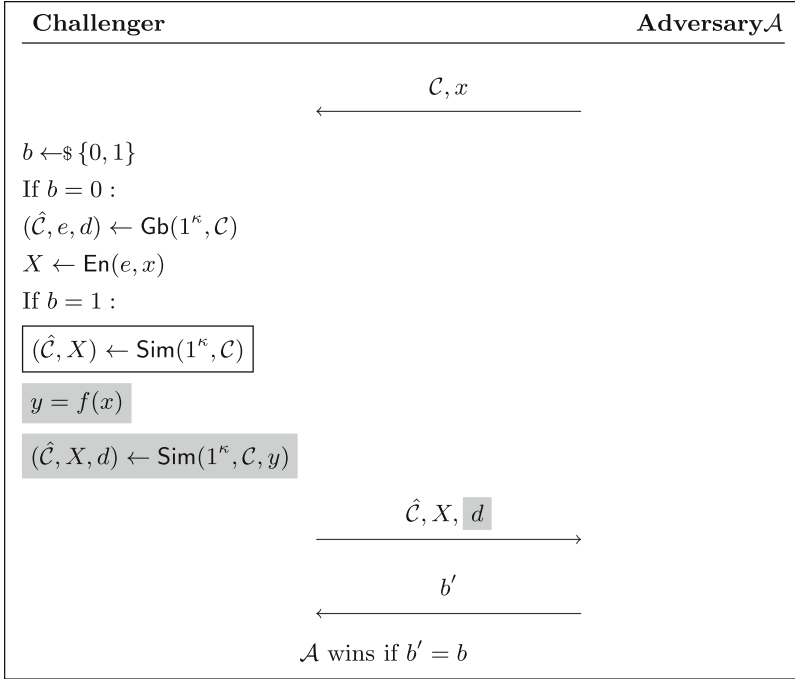 Challenger Adversary𝒜
𝒞, x
b ←$ {0, 1}
If b = 0 :
(𝒞̂, e, d) ← Gb(1^κ, 𝒞)
X ← En(e, x)
If b = 1 :
(𝒞̂, X) ← Sim(1^κ, 𝒞)
y = f(x)
(𝒞̂, X, d) ← Sim(1^κ, 𝒞, y)
𝒞̂, X, d
b′
𝒜 wins if b′ = b